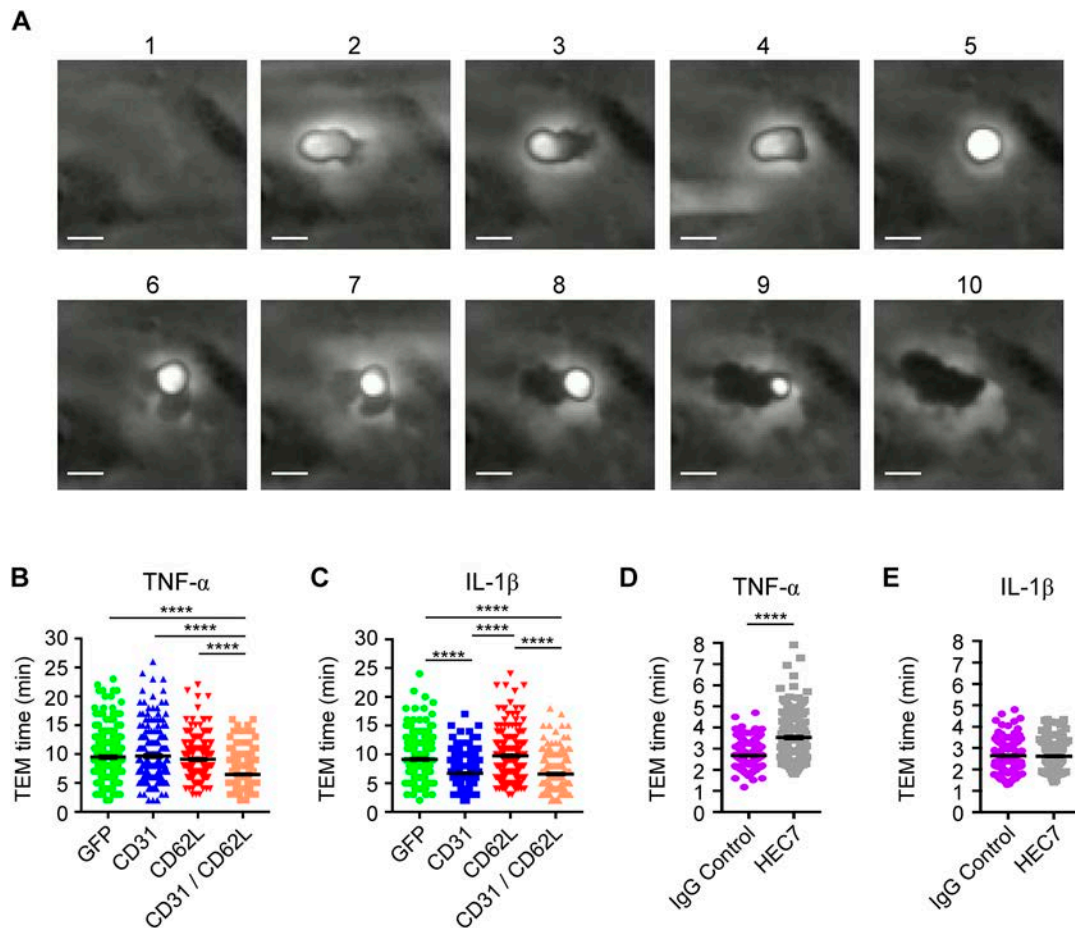 A
1 2 3 4 5
6 7 8 9 10
B TNF-α
**** 
****
****
TEM time (min)
30
25
20
15
10
5
0
GFP CD31 CD62L CD31 / CD62L
C IL-1β
****
****
**** ****
TEM time (min)
30
25
20
15
10
5
0
GFP CD31 CD62L CD31 / CD62L
D TNF-α
****
TEM time (min)
8
7
6
5
4
3
2
1
0
IgG Control HEC7
E IL-1β
TEM time (min)
8
7
6
5
4
3
2
1
0
IgG Control HEC7